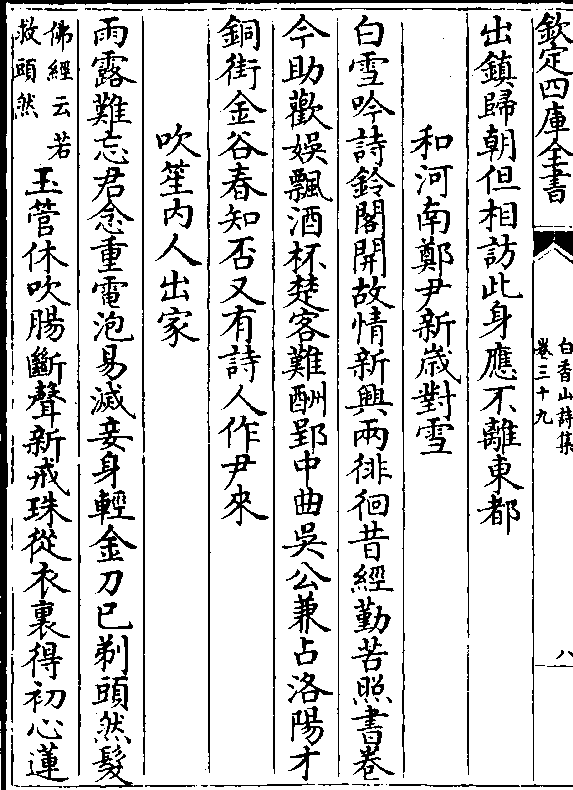 欽定四庫全書
白香山詩集
卷三十九
八
出鎮歸朝但相訪此身應不離東都
和河南鄭尹新歳對雪
白雪吟詩鈴閣開故情新興兩徘徊昔經勤苦照書巻
今助歡娛飄酒杯楚客難酬郢中曲吳公兼占洛陽才
銅街金谷春知否又有詩人作尹來
吹笙内人出家
雨露難忘君念重電泡易滅妾身輕金刀已剃頭然髮
佛經云若
救頭然
玉管休吹腸斷聲新戒珠從衣裏得初心蓮